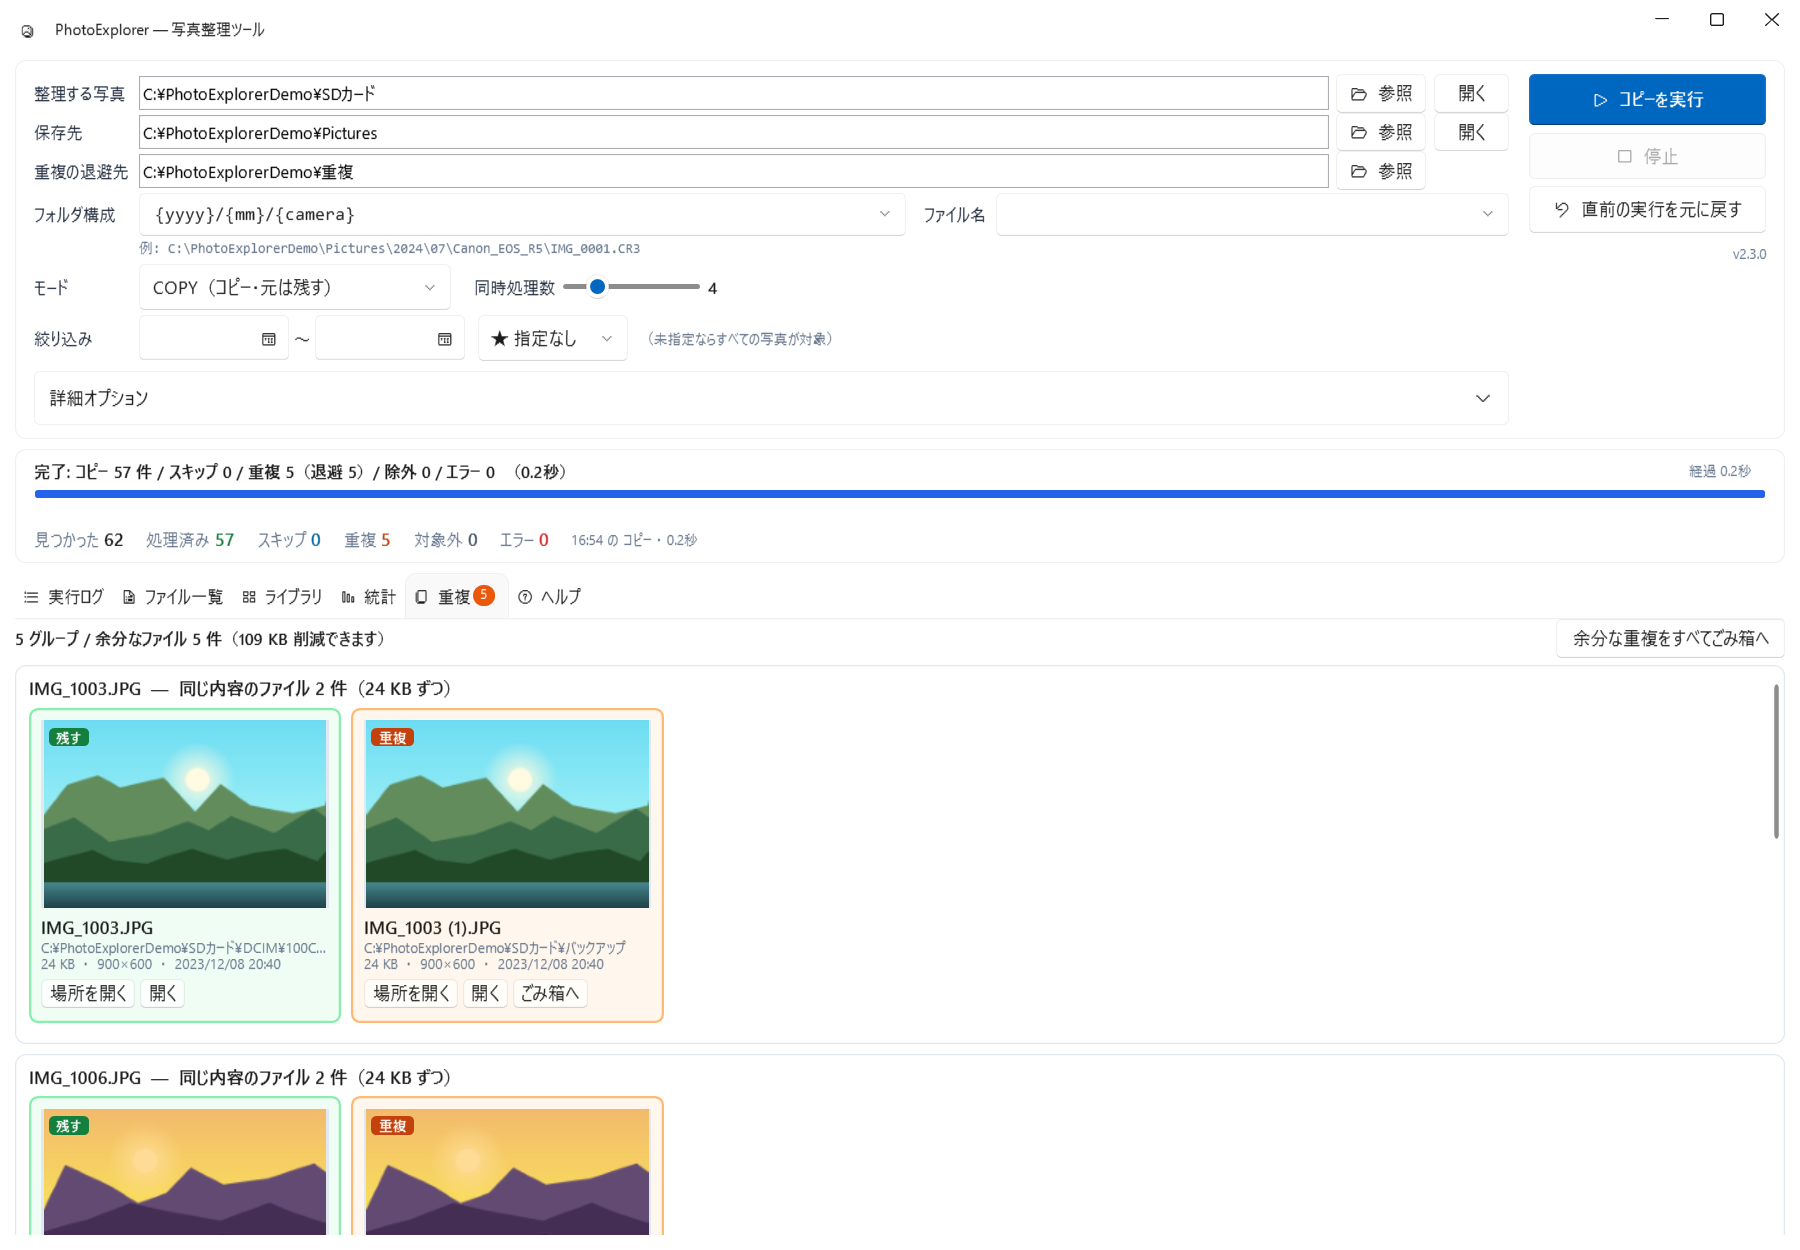 PhotoExplorer — 写真整理ツール
整理する写真 C:¥PhotoExplorerDemo¥SDカード 参照 開く コピーを実行
保存先 C:¥PhotoExplorerDemo¥Pictures 参照 開く
停止
重複の退避先 C:¥PhotoExplorerDemo¥重複 参照
フォルダ構成 {yyyy}/{mm}/{camera} ファイル名 直前の実行を元に戻す
例: C:\PhotoExplorerDemo\Pictures\2024\07\Canon_EOS_R5\IMG_0001.CR3 v2.3.0
モード COPY（コピー・元は残す） 同時処理数 4
絞り込み ～ ★ 指定なし （未指定ならすべての写真が対象）
詳細オプション
完了: コピー 57 件 / スキップ 0 / 重複 5（退避 5）/ 除外 0 / エラー 0 （0.2秒） 経過 0.2秒
見つかった 62 処理済み 57 スキップ 0 重複 5 対象外 0 エラー 0 16:54 の コピー・0.2秒
実行ログ ファイル一覧 ライブラリ 統計 重複 5 ヘルプ
5 グループ / 余分なファイル 5 件（109 KB 削減できます） 余分な重複をすべてごみ箱へ
IMG_1003.JPG — 同じ内容のファイル 2 件（24 KB ずつ）
残す 重複
IMG_1003.JPG IMG_1003 (1).JPG
C:¥PhotoExplorerDemo¥SDカード¥DCIM¥100C... C:¥PhotoExplorerDemo¥SDカード¥バックアップ
24 KB ・ 900×600 ・ 2023/12/08 20:40 24 KB ・ 900×600 ・ 2023/12/08 20:40
場所を開く 開く 場所を開く 開く ごみ箱へ
IMG_1006.JPG — 同じ内容のファイル 2 件（24 KB ずつ）
残す 重複